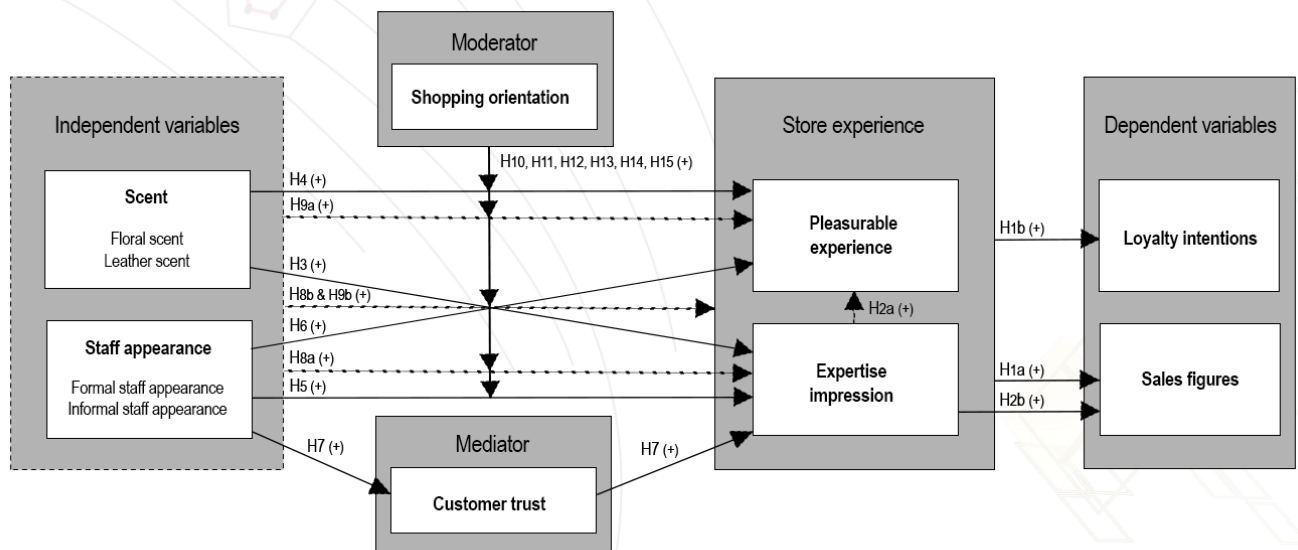 Moderator
Shopping orientation
Independent variables
Store experience
Dependent variables
H10, H11, H12, H13, H14, H15 (+)
Scent
Floral scent
Leather scent
H4 (+)
H9a (+)
H3 (+)
H8b & H9b (+)
H6 (+)
Staff appearance
Formal staff appearance
Informal staff appearance
H8a (+)
H5 (+)
H7 (+)
Mediator
Customer trust
H7 (+)
Pleasurable
experience
H2a (+)
Expertise
impression
H1b (+)
Loyalty intentions
H1a (+)
H2b (+)
Sales figures